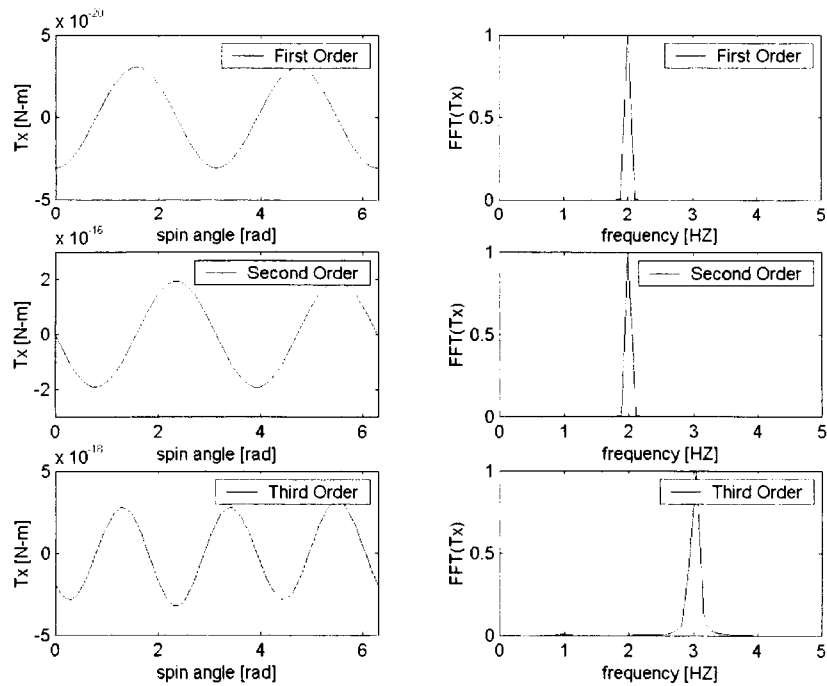 x 10^-20
First Order
Tx [N-m]
5
0
-5
0 2 4 6
spin angle [rad]
First Order
FFT(Tx)
1
0.5
0
0 1 2 3 4 5
frequency [HZ]
x 10^-16
Second Order
Tx [N-m]
2
0
-2
0 2 4 6
spin angle [rad]
Second Order
FFT(Tx)
1
0.5
0
0 1 2 3 4 5
frequency [HZ]
x 10^-18
Third Order
Tx [N-m]
5
0
-5
0 2 4 6
spin angle [rad]
Third Order
FFT(Tx)
1
0.5
0
0 1 2 3 4 5
frequency [HZ]